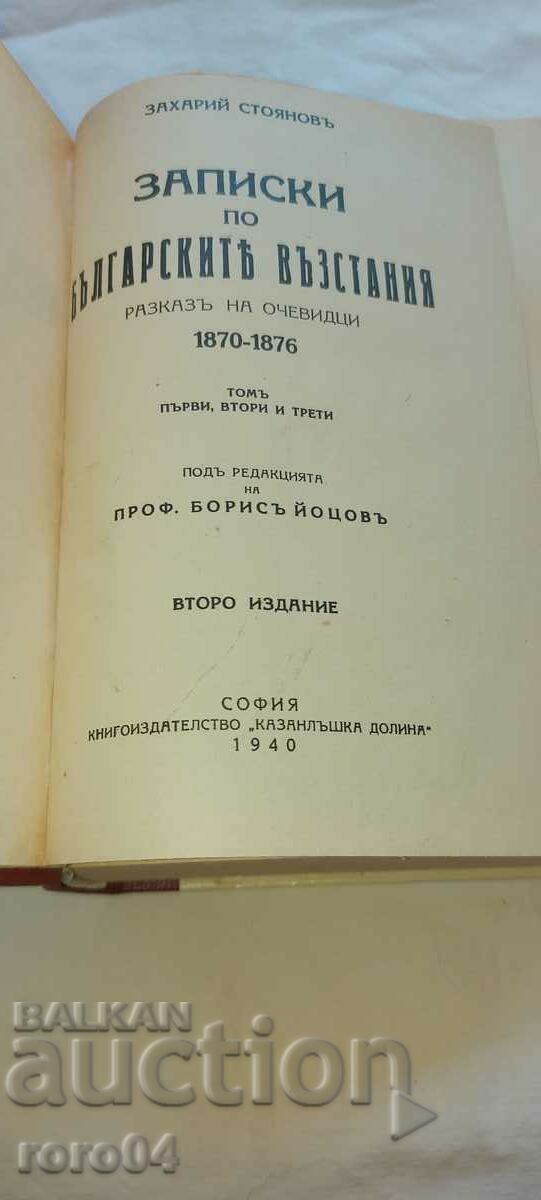 ЗАХАРИЙ СТОЯНОВЪ
ЗАПИСКИ
ПО
БЪЛГАРСКИТѢ ВЪЗСТАНИЯ
РАЗКАЗЪ НА ОЧЕВИДЦИ
1870-1876
ТОМЪ
ПЪРВИ, ВТОРИ И ТРЕТИ
ПОДЪ РЕДАКЦИЯТА
НА
ПРОФ. БОРИСЪ ЙОЦОВЪ
ВТОРО ИЗДАНИЕ
СОФИЯ
КНИГОИЗДАТЕЛСТВО „КАЗАНЛЪШКА ДОЛИНА"
1940
BALKAN
auction
roro04